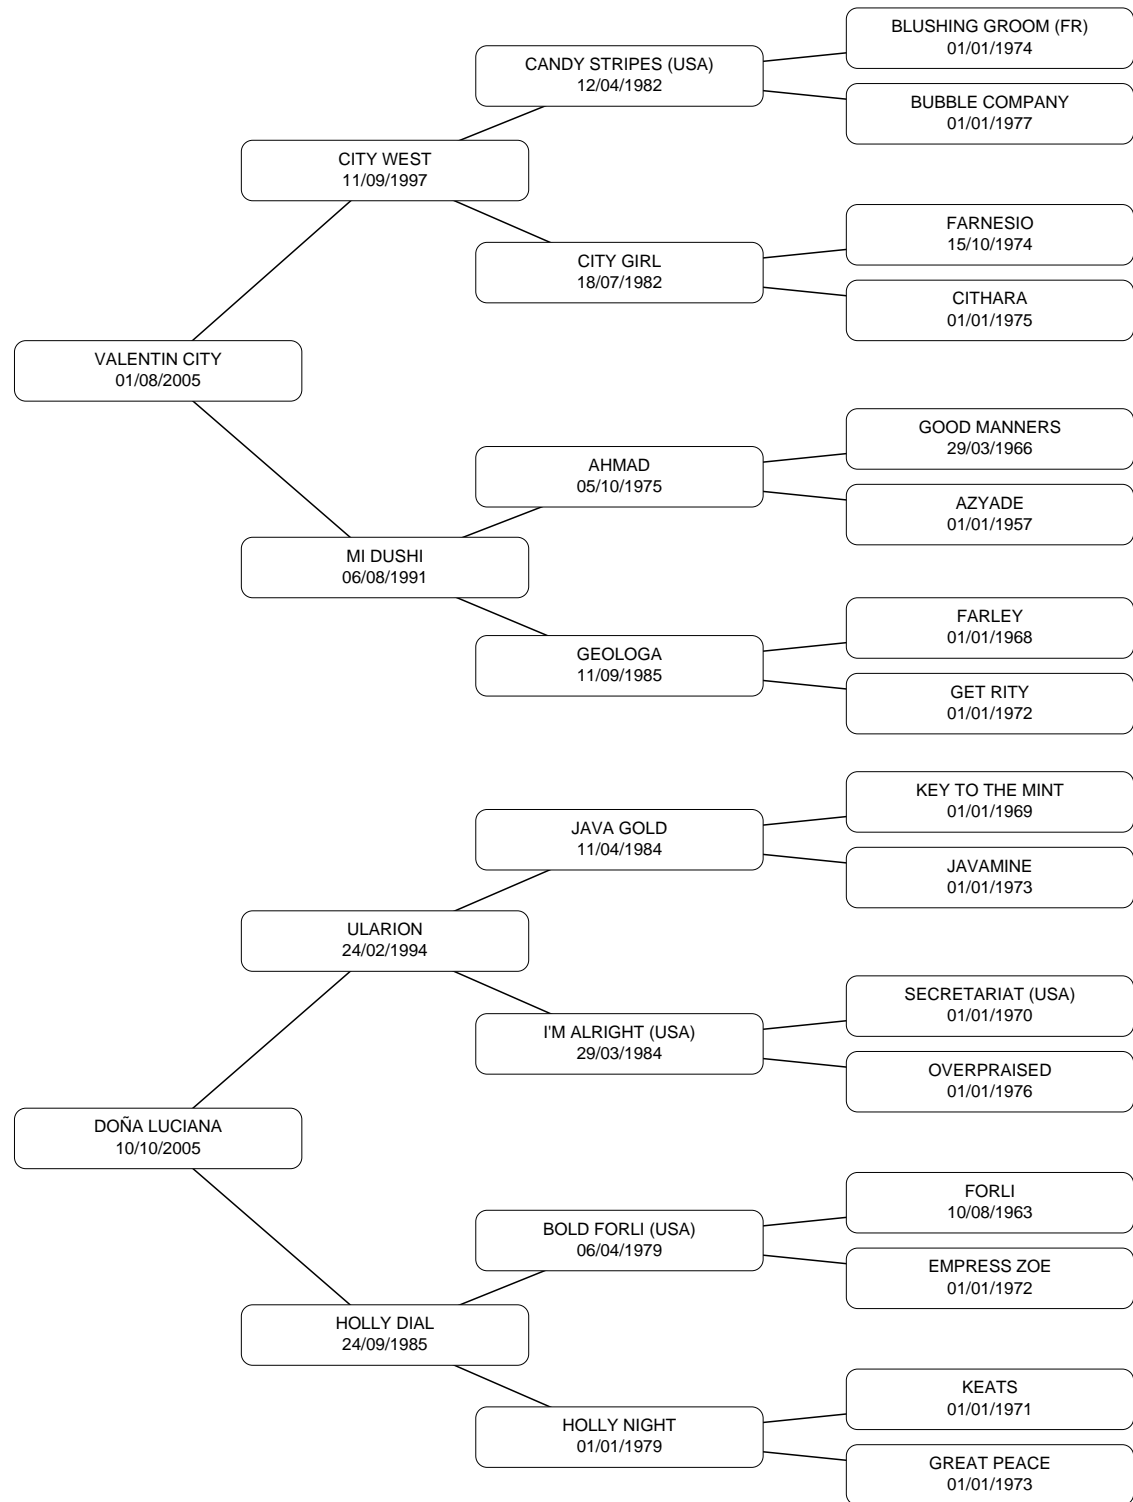 BLUSHING GROOM (FR)
01/01/1974
CANDY STRIPES (USA)
12/04/1982
BUBBLE COMPANY
01/01/1977
CITY WEST
11/09/1997
FARNESIO
15/10/1974
CITY GIRL
18/07/1982
CITHARA
01/01/1975
VALENTIN CITY
01/08/2005
GOOD MANNERS
29/03/1966
AHMAD
05/10/1975
AZYADE
01/01/1957
MI DUSHI
06/08/1991
FARLEY
01/01/1968
GEOLOGA
11/09/1985
GET RITY
01/01/1972
KEY TO THE MINT
01/01/1969
JAVA GOLD
11/04/1984
JAVAMINE
01/01/1973
ULARION
24/02/1994
SECRETARIAT (USA)
01/01/1970
I'M ALRIGHT (USA)
29/03/1984
OVERPRAISED
01/01/1976
DOÑA LUCIANA
10/10/2005
FORLI
10/08/1963
BOLD FORLI (USA)
06/04/1979
EMPRESS ZOE
01/01/1972
HOLLY DIAL
24/09/1985
KEATS
01/01/1971
HOLLY NIGHT
01/01/1979
GREAT PEACE
01/01/1973